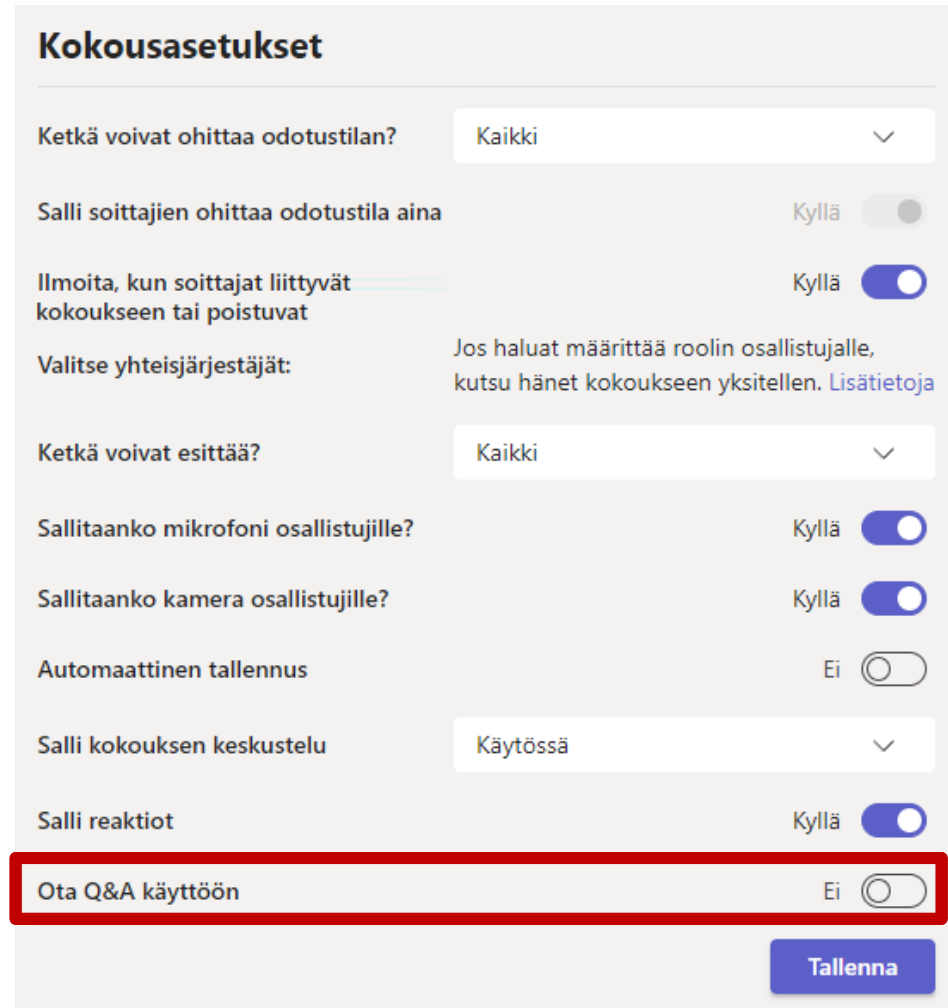 Kokousasetukset
Ketkä voivat ohittaa odotustilan? Kaikki
Salli soittajien ohittaa odotustila aina Kyllä
Ilmoita, kun soittajat liittyvät
kokoukseen tai poistuvat Kyllä
Valitse yhteisjärjestäjät: Jos haluat määrittää roolin osallistujalle,
kutsu hänet kokoukseen yksitellen. Lisätietoja
Ketkä voivat esittää? Kaikki
Sallitaanko mikrofoni osallistujille? Kyllä
Sallitaanko kamera osallistujille? Kyllä
Automaattinen tallennus Ei
Salli kokouksen keskustelu Käytössä
Salli reaktiot Kyllä
Ota Q&A käyttöön Ei
Tallenna